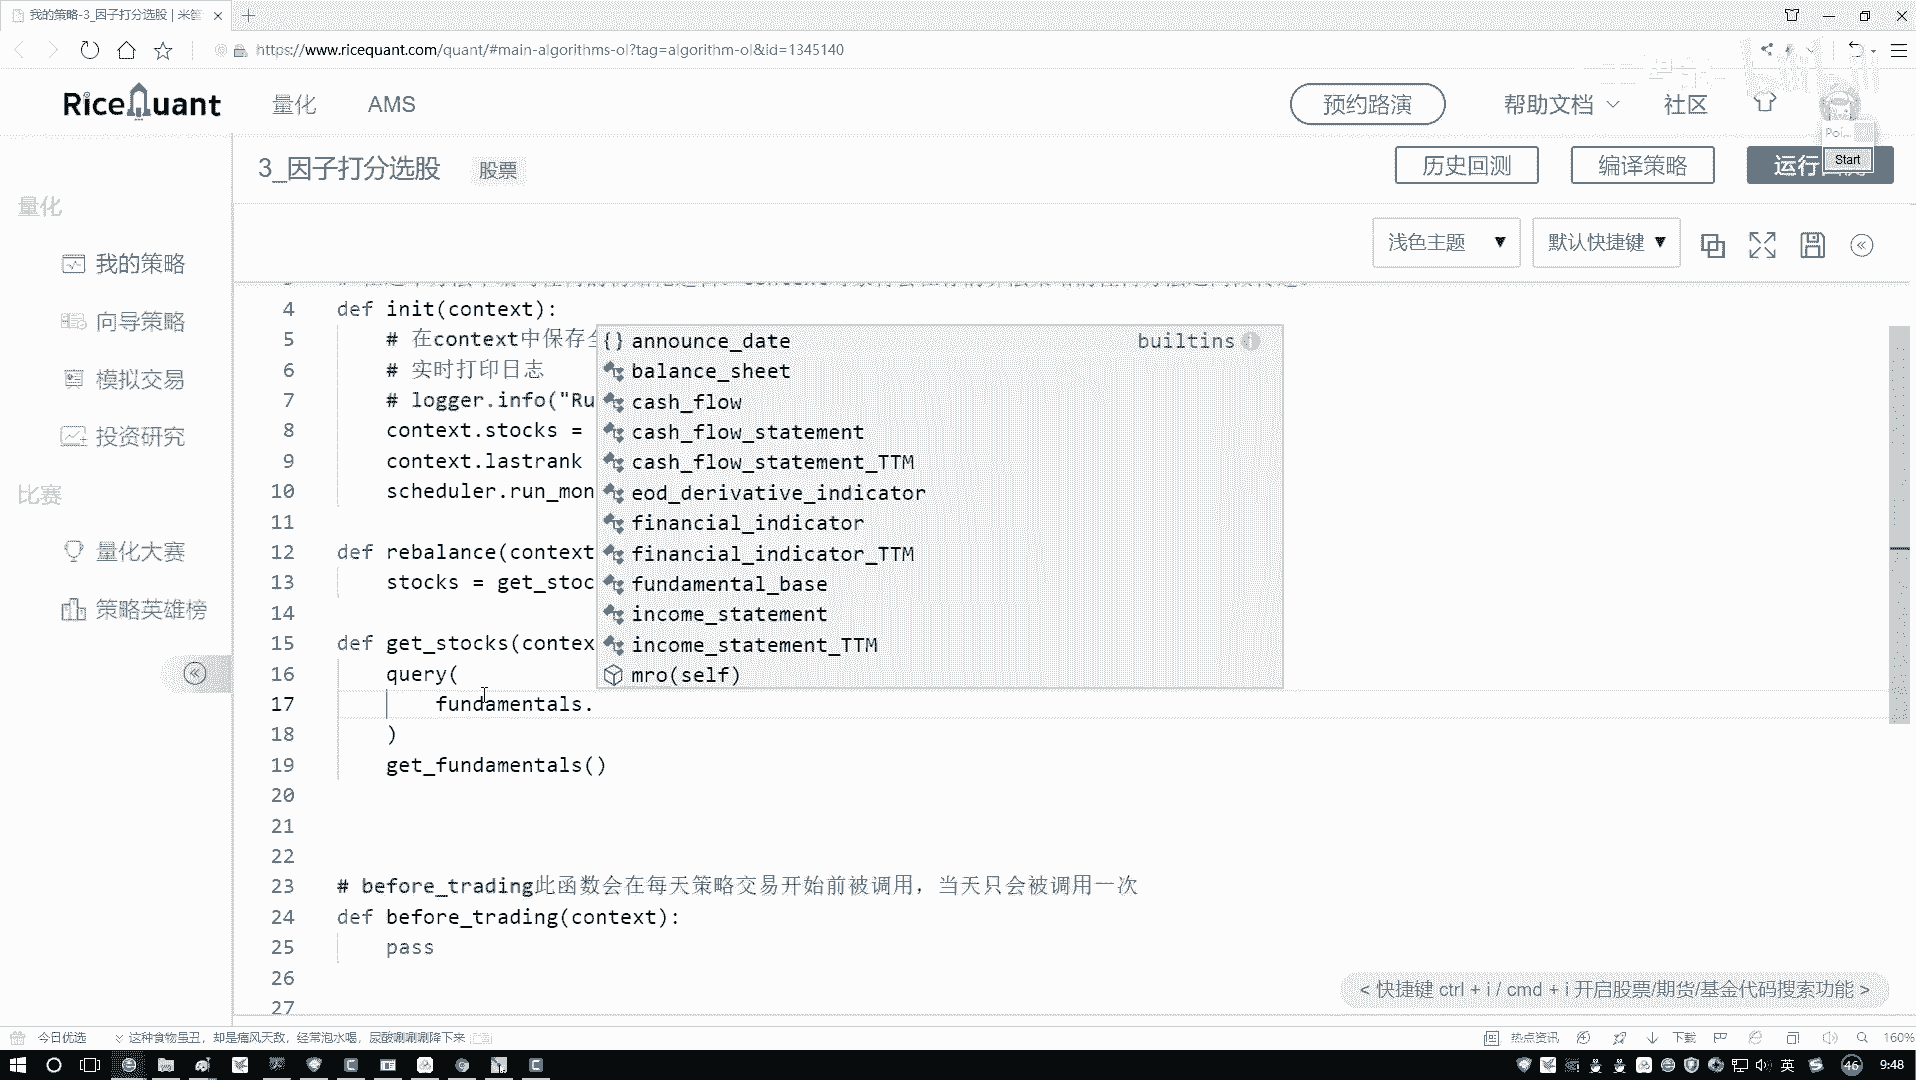 我的策略-3_因子打分选股 | 米筐
https://www.ricequant.com/quant/#main-algorithms-ol?tag=algorithm-ol&id=1345140
RiceQuant
量化
AMS
预约路演
帮助文档
社区
Poi...
Start
3_因子打分选股
股票
历史回测
编译策略
运行
浅色主题
默认快捷键
量化
我的策略
向导策略
模拟交易
投资研究
比赛
量化大赛
策略英雄榜
4 def init(context):
5 # 在context中保存
6 # 实时打印日志
7 # logger.info("Ru
8 context.stocks =
9 context.lastrank
10 scheduler.run_mon
11
12 def rebalance(context
13 stocks = get_stoc
14
15 def get_stocks(contex
16 query(
17 fundamentals.
18 )
19 get_fundamentals()
20
21
22
23 # before_trading此函数会在每天策略交易开始前被调用，当天只会被调用一次
24 def before_trading(context):
25 pass
26
27
{} announce_date builtins
balance_sheet
cash_flow
cash_flow_statement
cash_flow_statement_TTM
eod_derivative_indicator
financial_indicator
financial_indicator_TTM
fundamental_base
income_statement
income_statement_TTM
mro(self)
< 快捷键 ctrl + i / cmd + i 开启股票/期货/基金代码搜索功能 >
今日优选
这种食物虽丑，却是痛风天敌，经常泡水喝，尿酸唰唰唰降下来
热点资讯
下载
160%
英
46
9:48